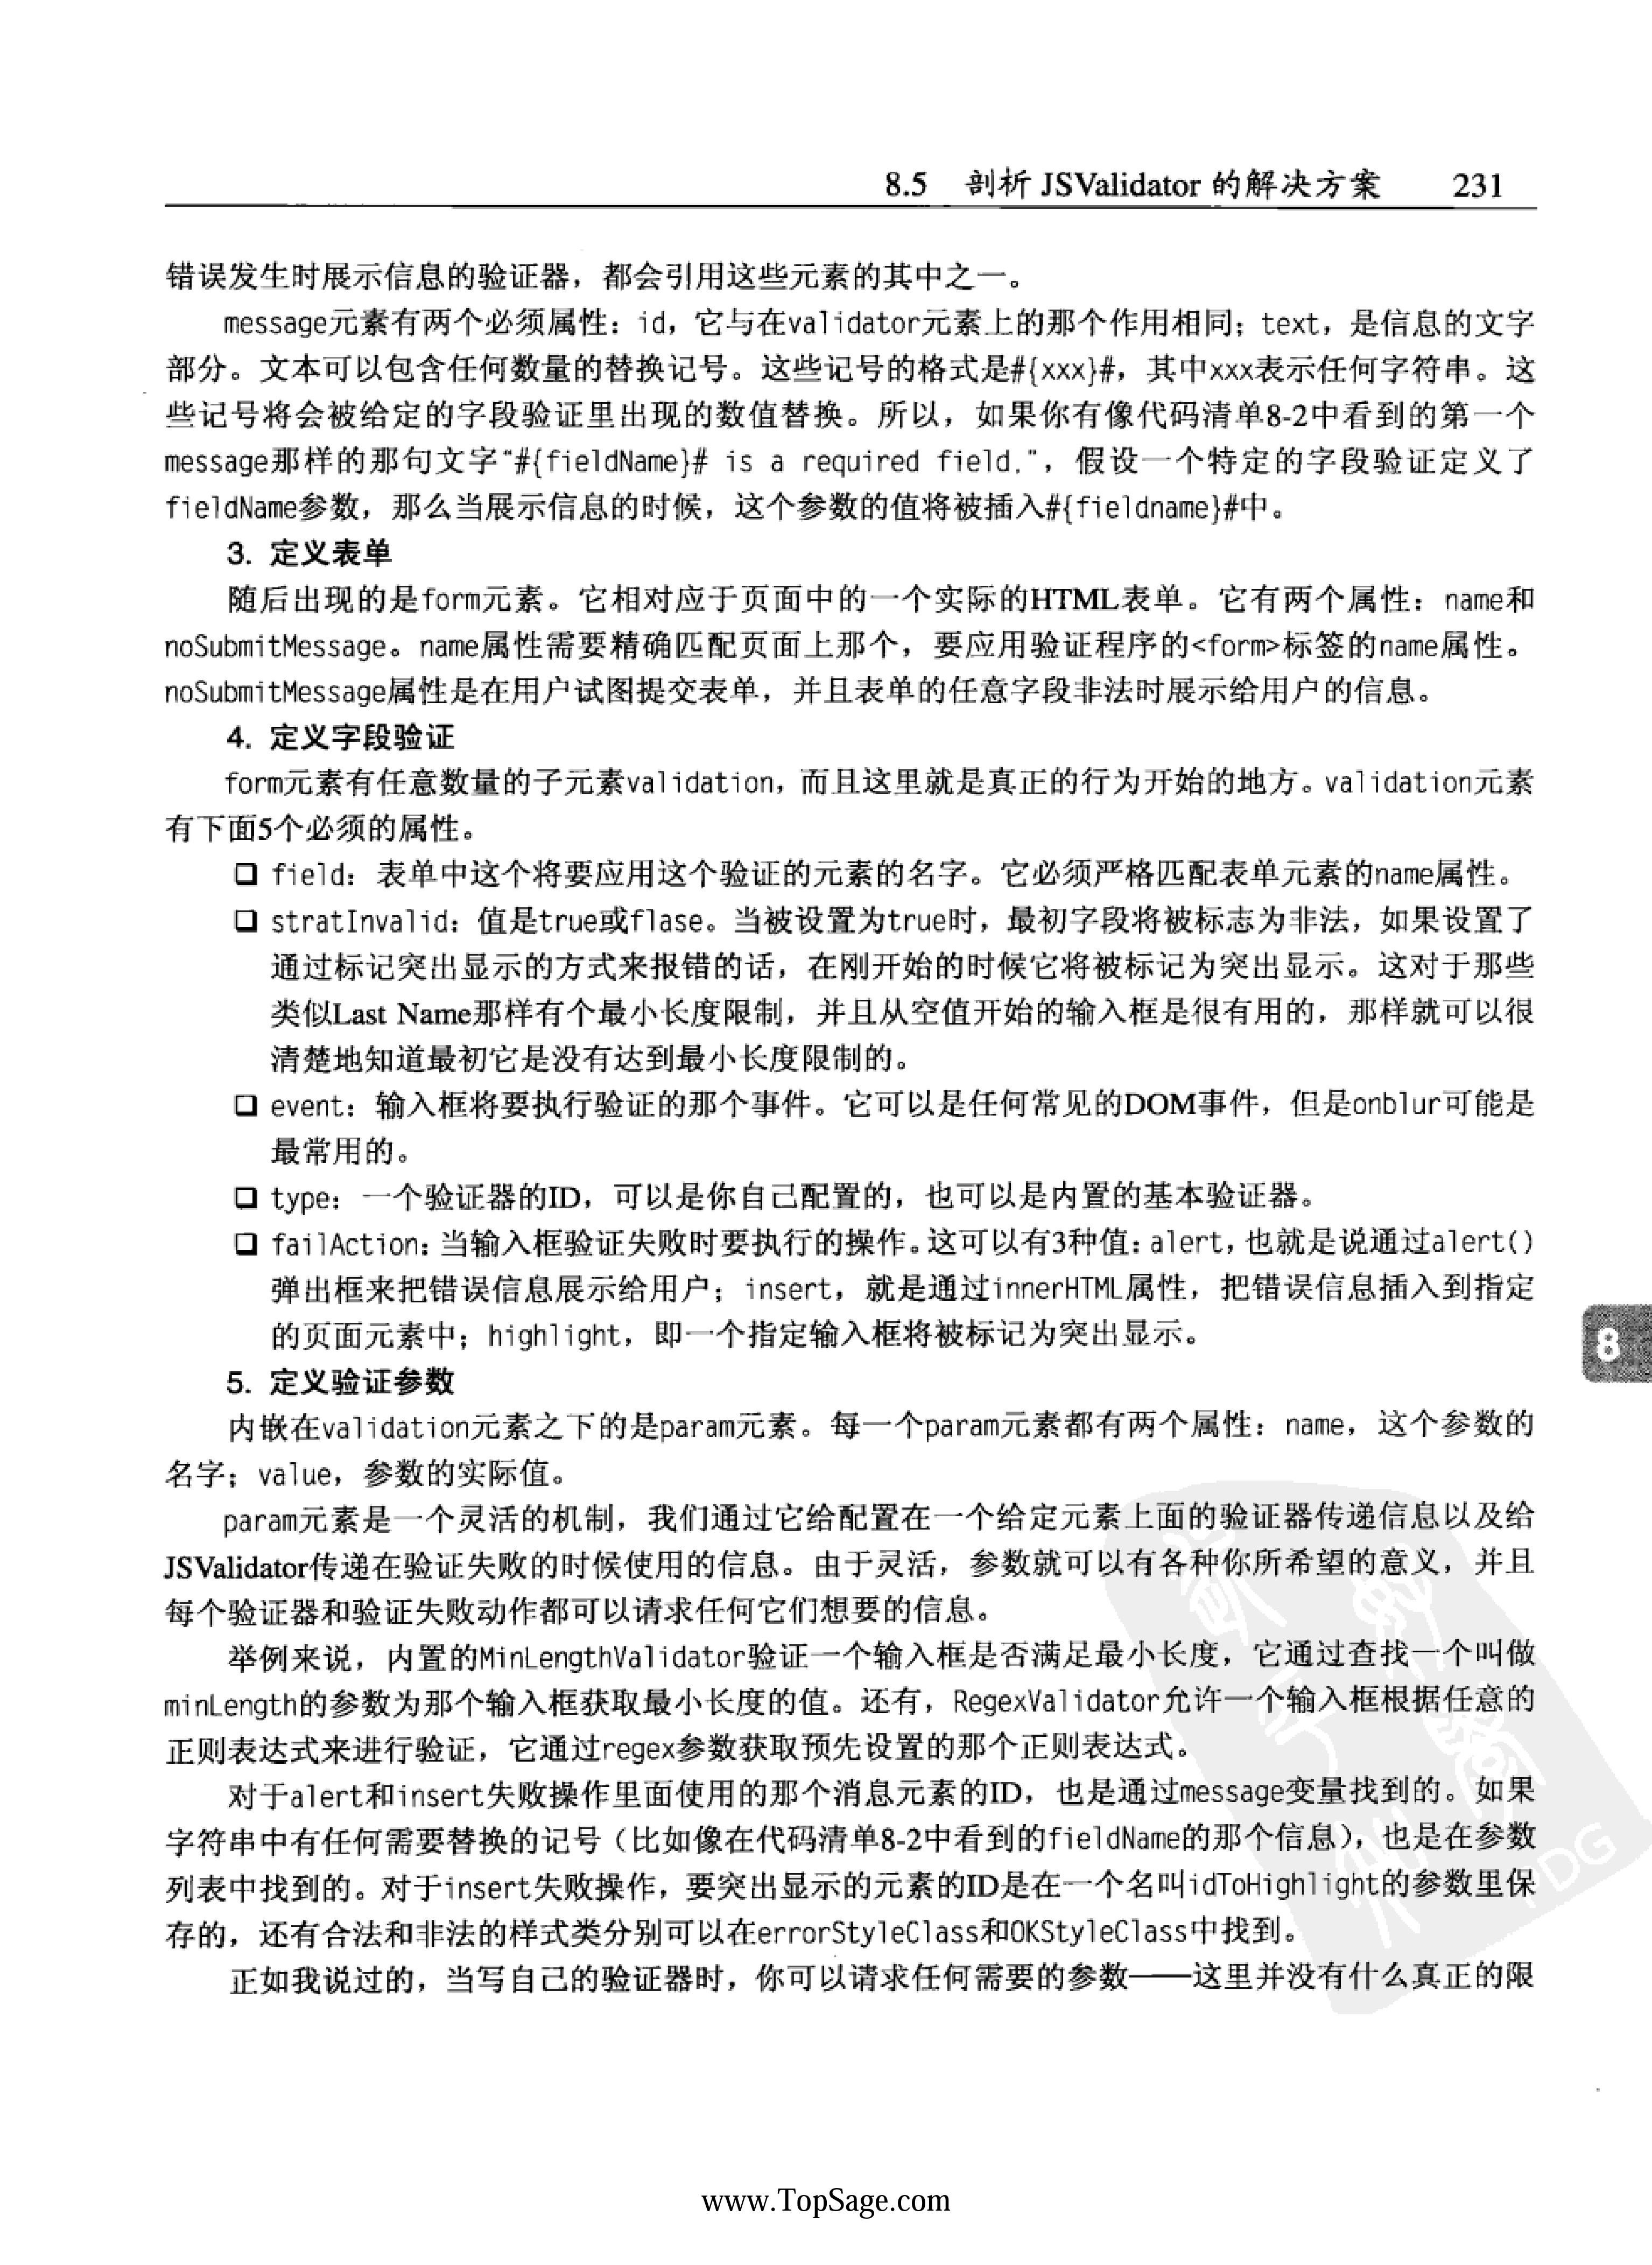 8.5 剖析 JSValidator 的解决方案 231
错误发生时展示信息的验证器，都会引用这些元素的其中之一。
message元素有两个必须属性：id，它与在validator元素上的那个作用相同；text，是信息的文字
部分。文本可以包含任何数量的替换记号。这些记号的格式是#{xxx}#，其中xxx表示任何字符串。这
些记号将会被给定的字段验证里出现的数值替换。所以，如果你有像代码清单8-2中看到的第一个
message那样的那句文字“#{fieldName}# is a required field.”，假设一个特定的字段验证定义了
fieldName参数，那么当展示信息的时候，这个参数的值将被插入#{fieldname}#中。
3. 定义表单
随后出现的是form元素。它相对应于页面中的一个实际的HTML表单。它有两个属性：name和
noSubmitMessage。name属性需要精确匹配页面上那个，要应用验证程序的<form>标签的name属性。
noSubmitMessage属性是在用户试图提交表单，并且表单的任意字段非法时展示给用户的信息。
4. 定义字段验证
form元素有任意数量的子元素validation，而且这里就是真正的行为开始的地方。validation元素
有下面5个必须的属性。
❑ field：表单中这个将要应用这个验证的元素的名字。它必须严格匹配表单元素的name属性。
❑ stratInvalid：值是true或flase。当被设置为true时，最初字段将被标志为非法，如果设置了
通过标记突出显示的方式来报错的话，在刚开始的时候它将被标记为突出显示。这对于那些
类似Last Name那样有个最小长度限制，并且从空值开始的输入框是很有用的，那样就可以很
清楚地知道最初它是没有达到最小长度限制的。
❑ event：输入框将要执行验证的那个事件。它可以是任何常见的DOM事件，但是onblur可能是
最常用的。
❑ type：一个验证器的ID，可以是你自己配置的，也可以是内置的基本验证器。
❑ failAction：当输入框验证失败时要执行的操作。这可以有3种值：alert，也就是说通过alert()
弹出框来把错误信息展示给用户；insert，就是通过innerHTML属性，把错误信息插入到指定
的页面元素中；highlight，即一个指定输入框将被标记为突出显示。
5. 定义验证参数
内嵌在validation元素之下的是param元素。每一个param元素都有两个属性：name，这个参数的
名字；value，参数的实际值。
param元素是一个灵活的机制，我们通过它给配置在一个给定元素上面的验证器传递信息以及给
JSValidator传递在验证失败的时候使用的信息。由于灵活，参数就可以有各种你所希望的意义，并且
每个验证器和验证失败动作都可以请求任何它们想要的信息。
举例来说，内置的MinLengthValidator验证一个输入框是否满足最小长度，它通过查找一个叫做
minLength的参数为那个输入框获取最小长度的值。还有，RegexValidator允许一个输入框根据任意的
正则表达式来进行验证，它通过regex参数获取预先设置的那个正则表达式。
对于alert和insert失败操作里面使用的那个消息元素的ID，也是通过message变量找到的。如果
字符串中有任何需要替换的记号（比如像在代码清单8-2中看到的fieldName的那个信息），也是在参数
列表中找到的。对于insert失败操作，要突出显示的元素的ID是在一个名叫idToHighlight的参数里保
存的，还有合法和非法的样式类分别可以在errorStyleClass和OKStyleClass中找到。
正如我说过的，当写自己的验证器时，你可以请求任何需要的参数——这里并没有什么真正的限
8
PDG
www.TopSage.com